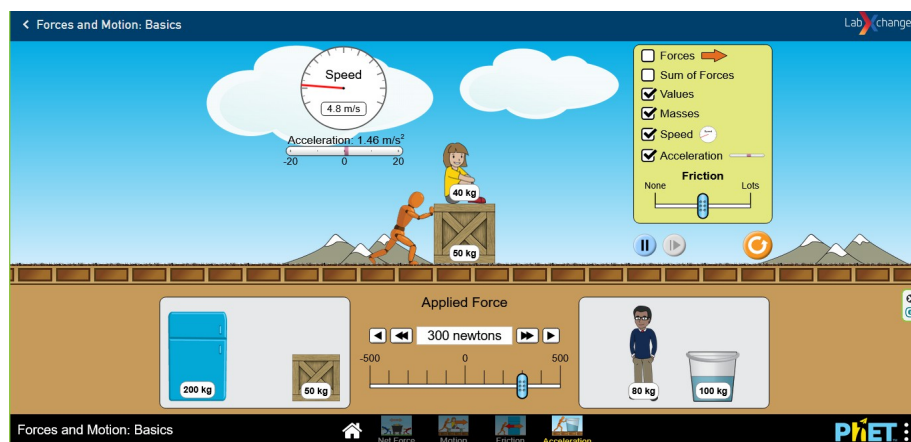 Forces and Motion: Basics
LabXchange
Speed
4.8 m/s
Acceleration: 1.46 m/s²
-20 0 20
Forces
Sum of Forces
Values
Masses
Speed
Acceleration
Friction
None Lots
40 kg
50 kg
Applied Force
300 newtons
-500 0 500
200 kg
50 kg
80 kg
100 kg
Forces and Motion: Basics
Net Force Motion Friction Acceleration
PhET